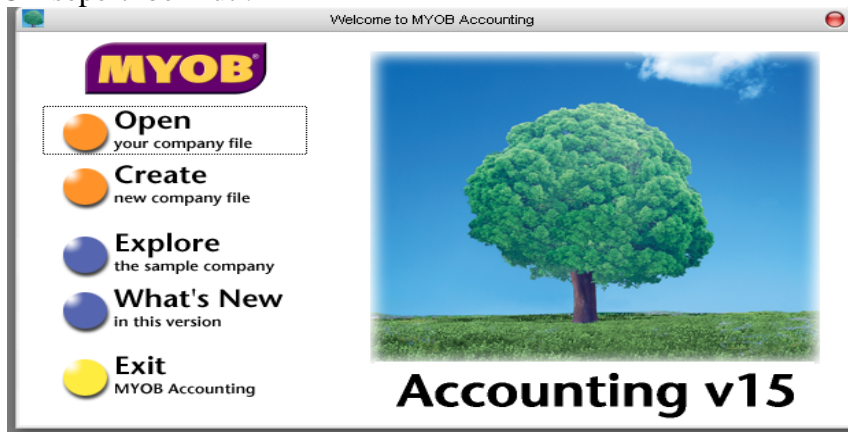 Welcome to MYOB Accounting
MYOB
Open
your company file
Create
new company file
Explore
the sample company
What's New
in this version
Exit
MYOB Accounting
Accounting v15